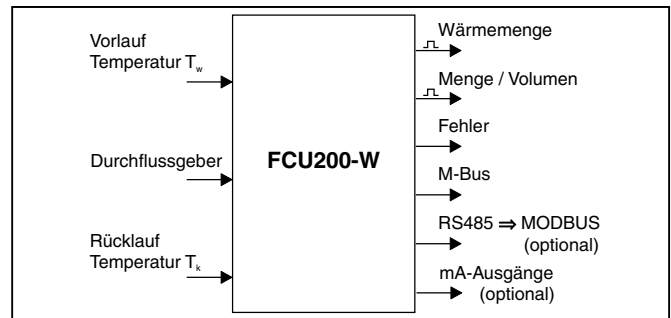 Vorlauf
Temperatur Tw
Durchflussgeber
Rücklauf
Temperatur Tk
FCU200-W
Wärmemenge
Menge / Volumen
Fehler
M-Bus
RS485 ⇒ MODBUS
(optional)
mA-Ausgänge
(optional)